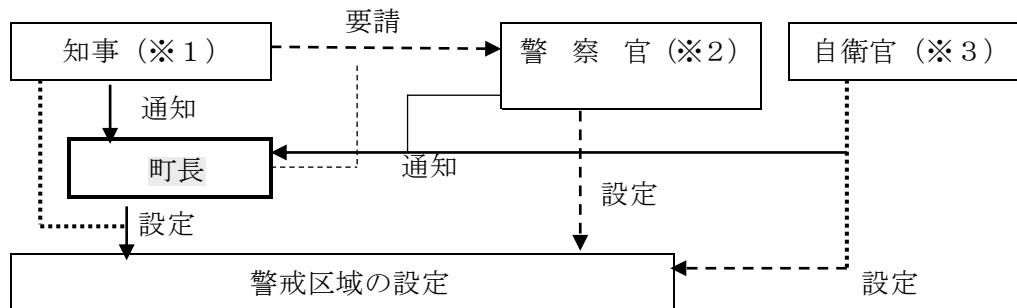 要請
知事（※１） 警 察 官（※２） 自衛官（※３）
通知
町長 通知
設定 設定
警戒区域の設定 設定